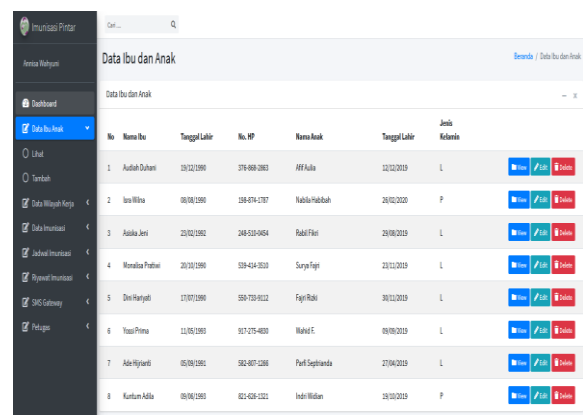 Imunisasi Pintar
Cari ...
Annisa Wahyuni
Data Ibu dan Anak
Beranda / Data Ibu dan Anak
Dashboard
Data Ibu Anak
Lihat
Tambah
Data Wilayah Kerja
Data Imunisasi
Jadwal Imunisasi
Riwayat Imunisasi
SMS Gateway
Petugas
Data Ibu dan Anak
No Nama Ibu Tanggal Lahir No. HP Nama Anak Tanggal Lahir Jenis Kelamin
1 Audiah Duhani 19/12/1990 376-868-2863 Afif Aulia 12/12/2019 L View Edit Delete
2 Isra Wilna 08/08/1990 198-874-1787 Nabila Habibah 26/02/2020 P View Edit Delete
3 Asiska Jeni 23/02/1992 248-510-0454 Rabil Fikri 29/08/2019 L View Edit Delete
4 Monalisa Pratiwi 20/10/1990 539-414-3510 Surya Fajri 23/11/2019 L View Edit Delete
5 Dini Hariyati 17/07/1990 550-733-9112 Fajri Rizki 30/11/2019 L View Edit Delete
6 Yossi Prima 11/05/1993 917-275-4830 Wahid F. 09/09/2019 L View Edit Delete
7 Ade Hijrianti 05/09/1991 582-807-1266 Parfi Septrianda 27/04/2019 L View Edit Delete
8 Kuntum Adila 09/06/1993 821-626-1321 Indri Widian 19/10/2019 P View Edit Delete